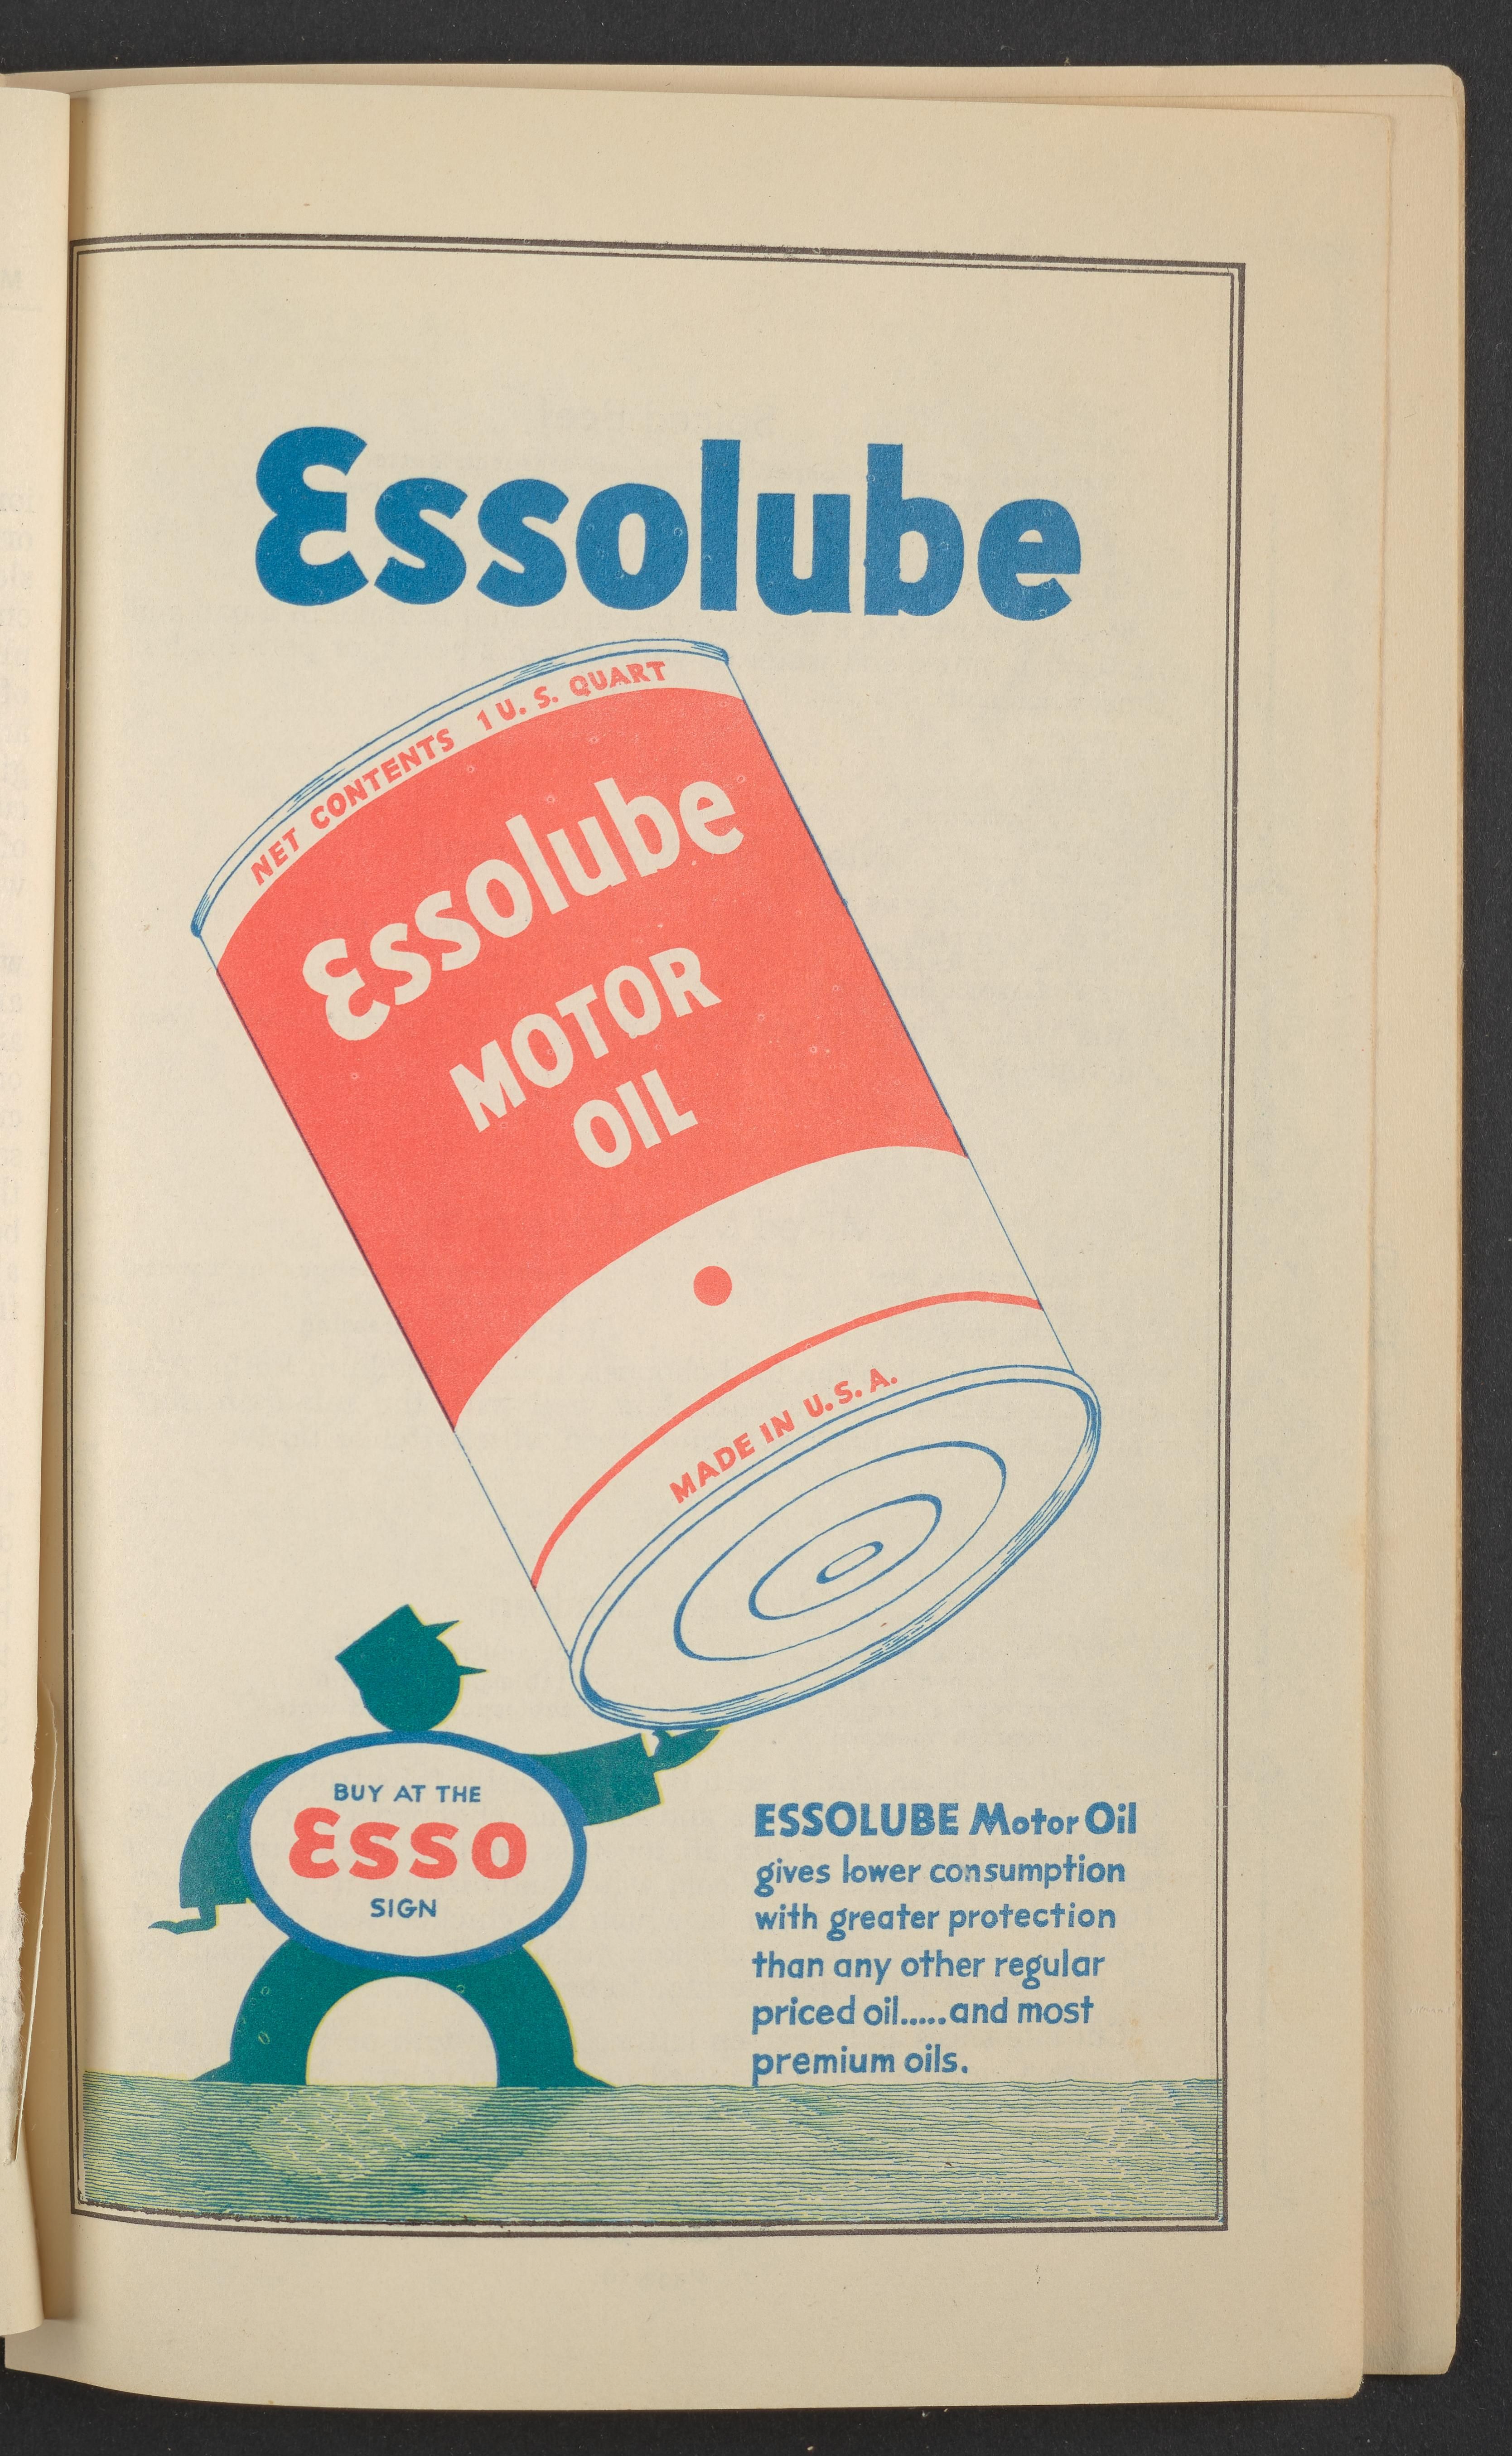 Essolube
NET CONTENTS 1 U. S. QUART
Essolube
MOTOR
OIL
MADE IN U.S.A.
BUY AT THE
Esso
SIGN
ESSOLUBE Motor Oil
gives lower consumption
with greater protection
than any other regular
priced oil.....and most
premium oils.